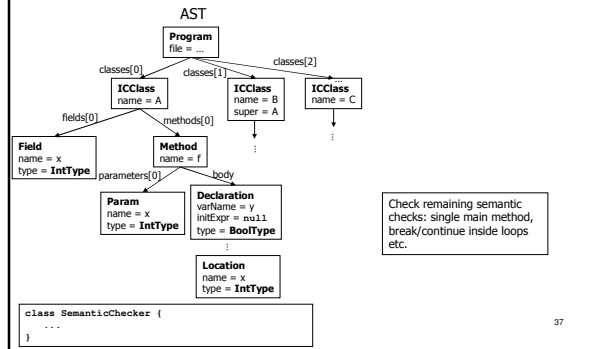 AST
Program
file = …
classes[0]
classes[1]
classes[2]
ICClass
name = A
ICClass
name = B
super = A
…
ICClass
name = C
fields[0]
methods[0]
…
…
Field
name = x
type = IntType
Method
name = f
parameters[0]
body
Param
name = x
type = IntType
Declaration
varName = y
initExpr = null
type = BoolType
…
Location
name = x
type = IntType
Check remaining semantic
checks: single main method,
break/continue inside loops
etc.
class SemanticChecker {
...
}
37